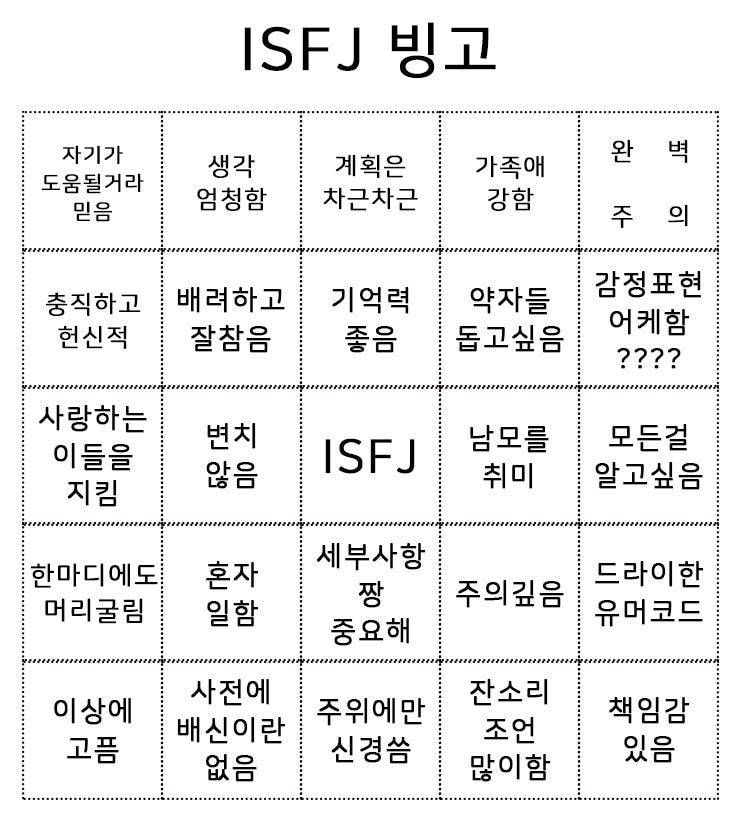 ISFJ 빙고
자기가
도움될거라
믿음
생각
엄청함
계획은
차근차근
가족애
강함
완 벽
주 의
충직하고
헌신적
배려하고
잘참음
기억력
좋음
약자들
돕고싶음
감정표현
어케함
????
사랑하는
이들을
지킴
변치
않음
ISFJ
남모를
취미
모든걸
알고싶음
한마디에도
머리굴림
혼자
일함
세부사항
짱
중요해
주의깊음
드라이한
유머코드
이상에
고픔
사전에
배신이란
없음
주위에만
신경씀
잔소리
조언
많이함
책임감
있음